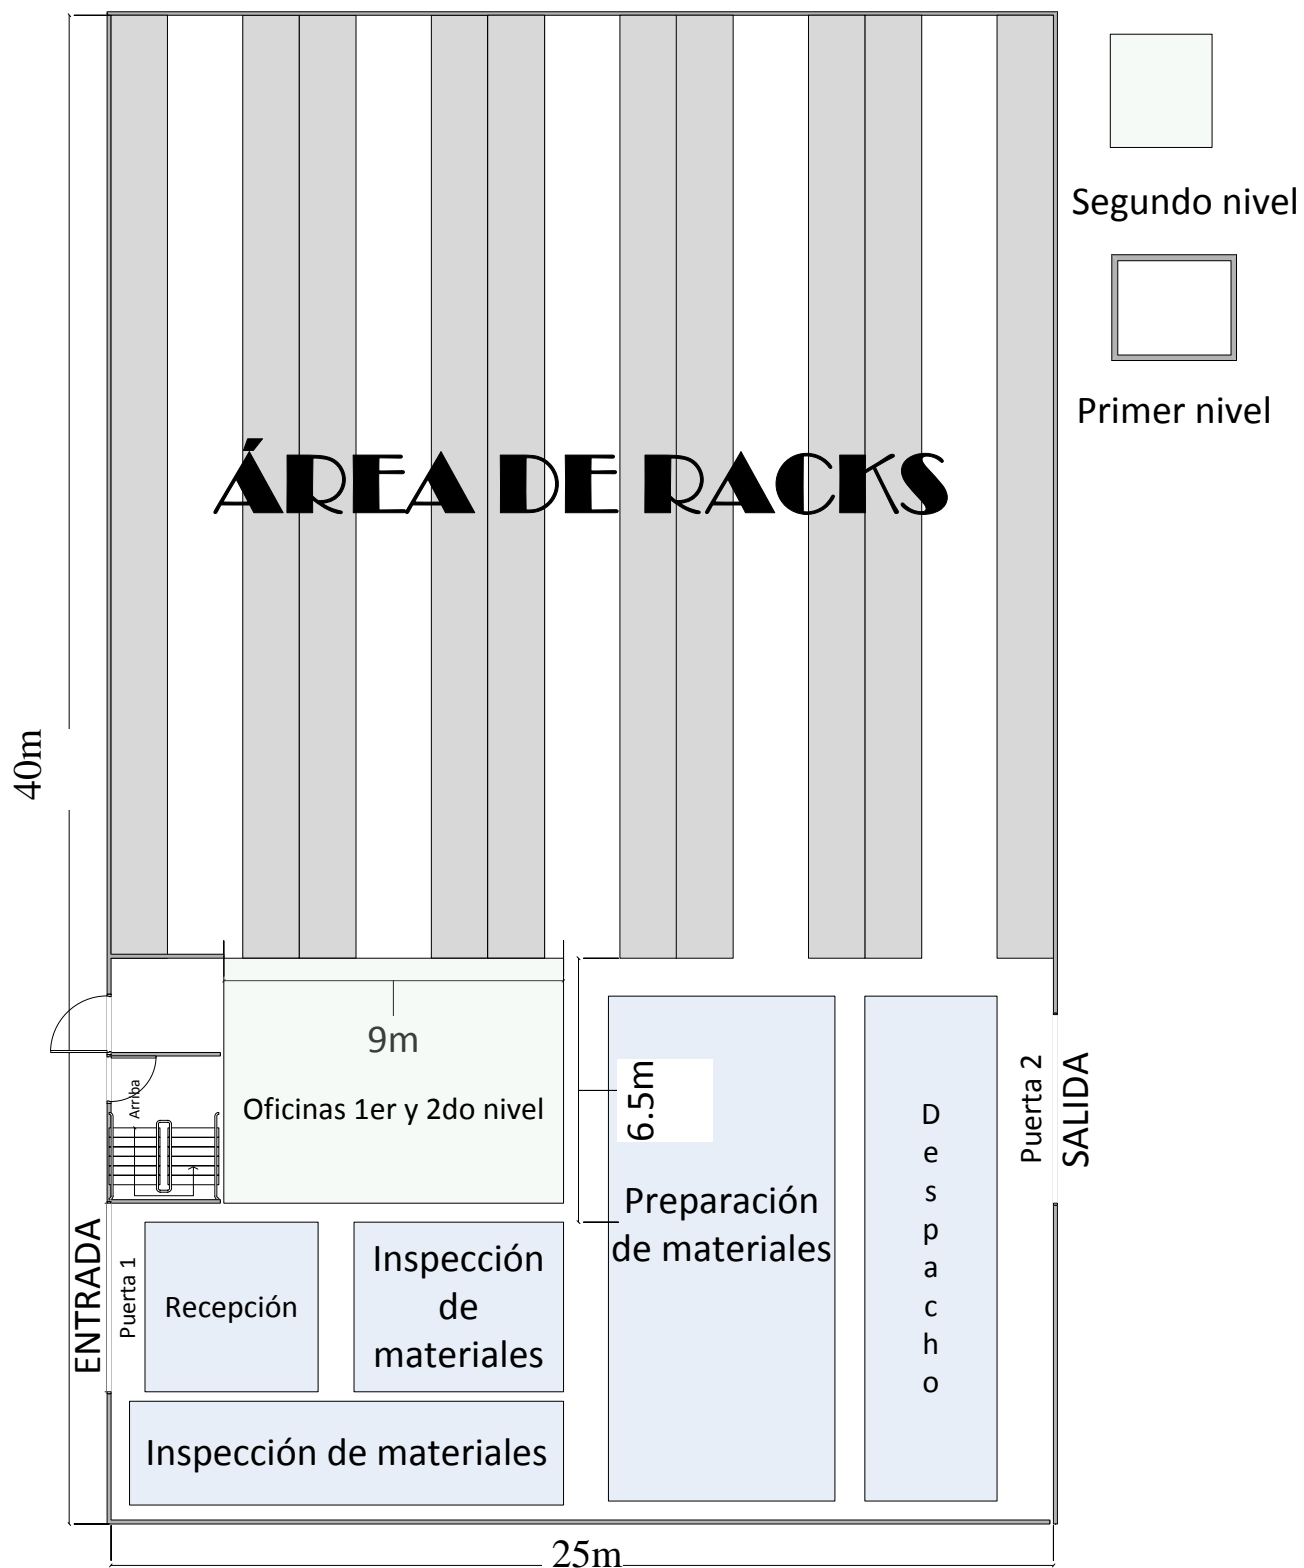 Segundo nivel
Primer nivel
ÁREA DE RACKS
40m
9m
Oficinas 1er y 2do nivel
6.5m
Arriba
Preparación
de materiales
Despacho
Puerta 2
SALIDA
ENTRADA
Puerta 1
Recepción
Inspección
de
materiales
Inspección de materiales
25m